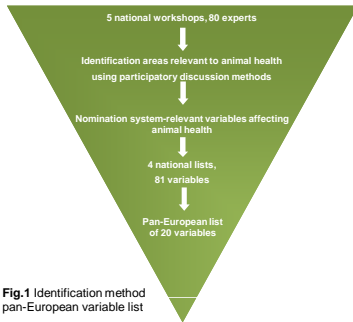 5 national workshops, 80 experts
Identification areas relevant to animal health
using participatory discussion methods
Nomination system-relevant variables affecting
animal health
4 national lists,
81 variables
Pan-European list
of 20 variables
Fig.1 Identification method
pan-European variable list